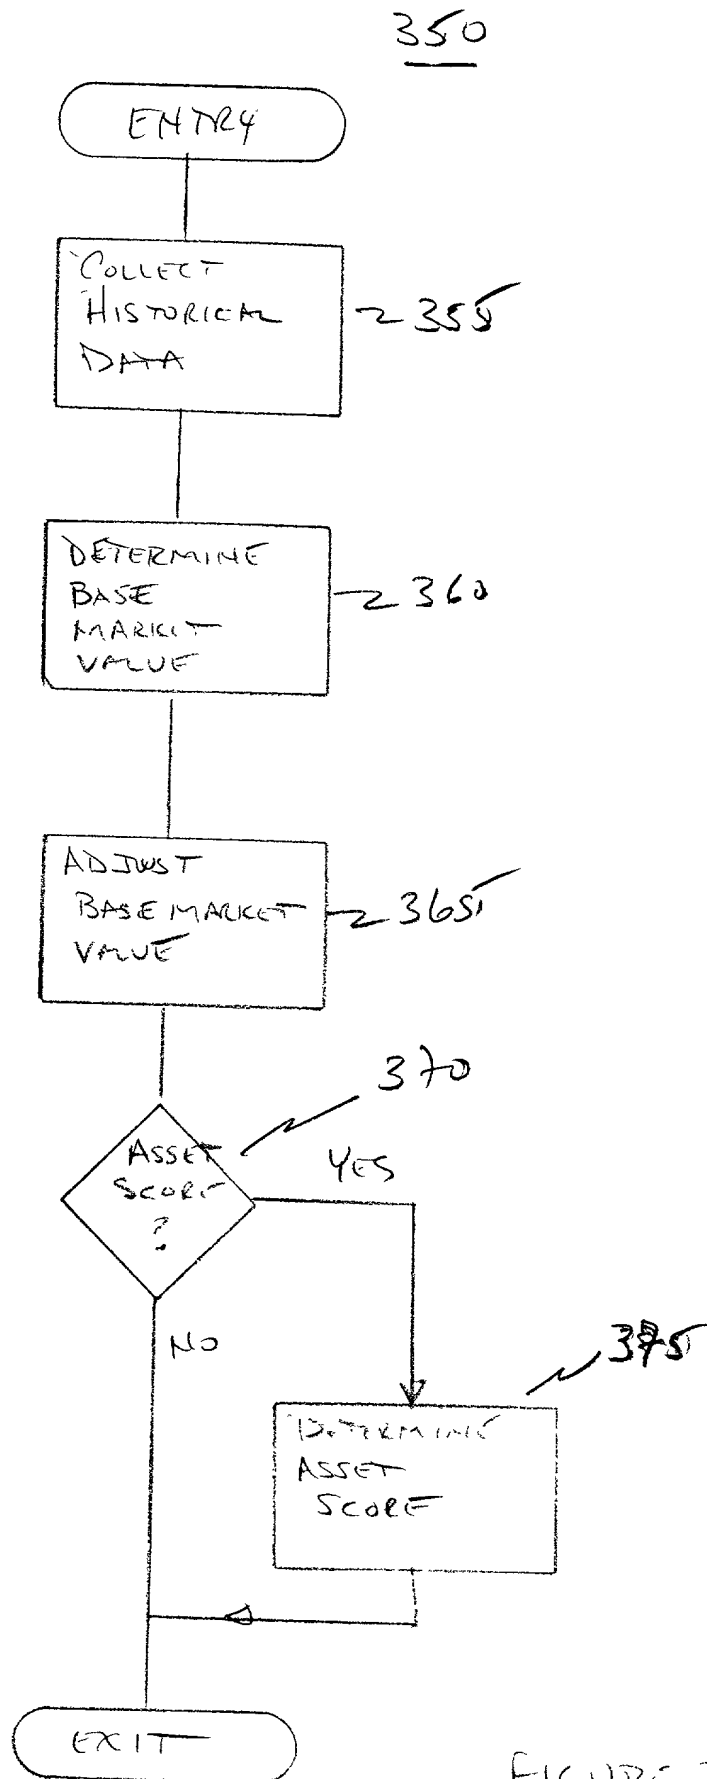 350
ENTRY
COLLECT
HISTORICAL
DATA
355
DETERMINE
BASE
MARKET
VALUE
360
ADJUST
BASE MARKET
VALUE
365
370
ASSET
SCORE
?
YES
NO
375
DETERMINE
ASSET
SCORE
EXIT
FIGURE